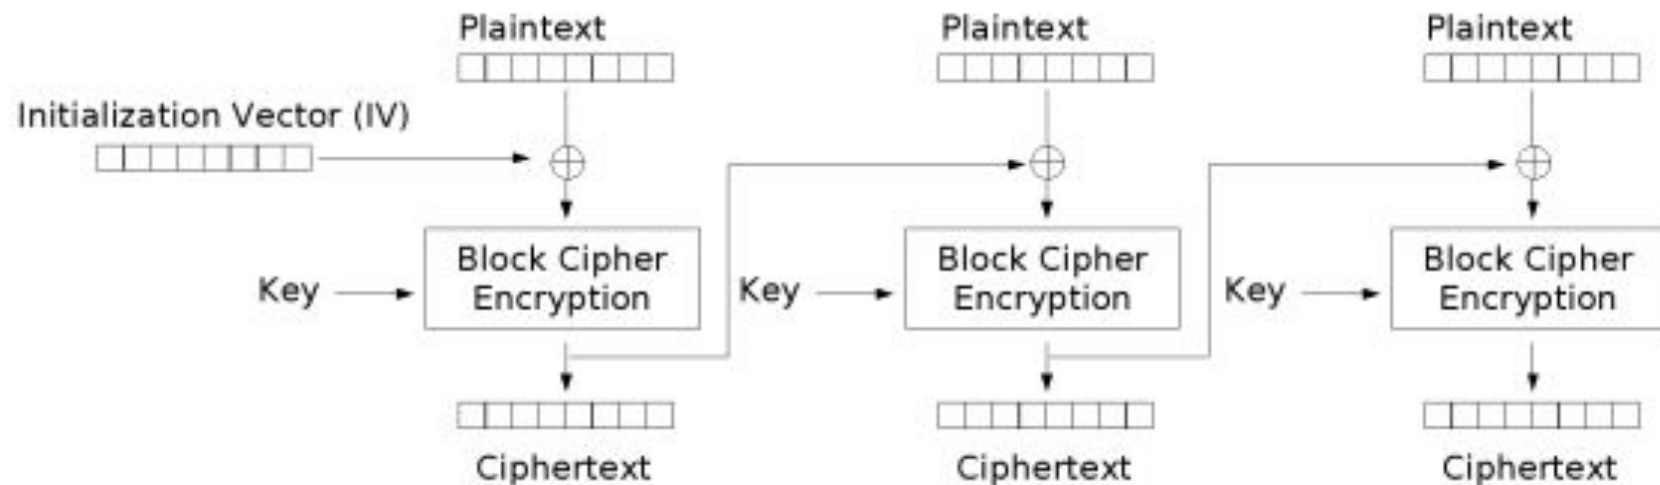 Plaintext
Plaintext
Plaintext
Initialization Vector (IV)
Key
Block Cipher
Encryption
Key
Block Cipher
Encryption
Key
Block Cipher
Encryption
Ciphertext
Ciphertext
Ciphertext